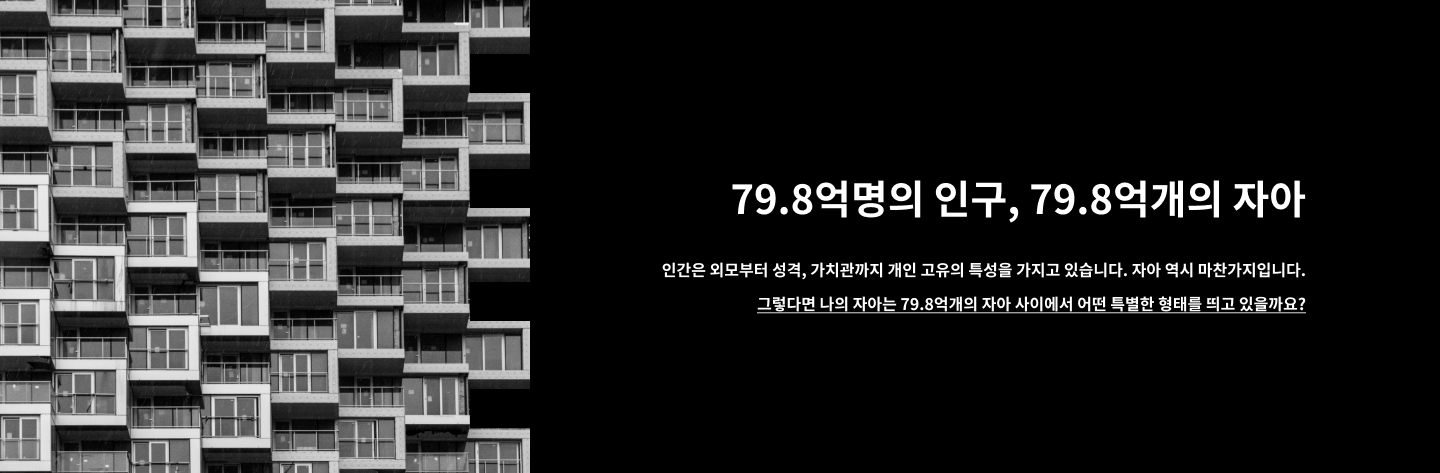 79.8억명의 인구, 79.8억개의 자아
인간은 외모부터 성격, 가치관까지 개인 고유의 특성을 가지고 있습니다. 자아 역시 마찬가지입니다.
그렇다면 나의 자아는 79.8억개의 자아 사이에서 어떤 특별한 형태를 띄고 있을까요?